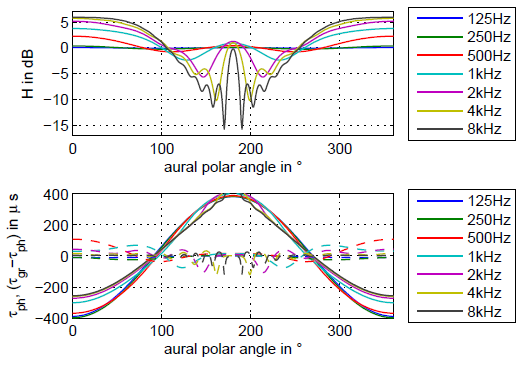 H in dB
5
0
−5
−10
−15
0 100 200 300
aural polar angle in °
125Hz
250Hz
500Hz
1kHz
2kHz
4kHz
8kHz
τph, (τgr−τph) in μ s
400
200
0
−200
−400
0 100 200 300
aural polar angle in °
125Hz
250Hz
500Hz
1kHz
2kHz
4kHz
8kHz